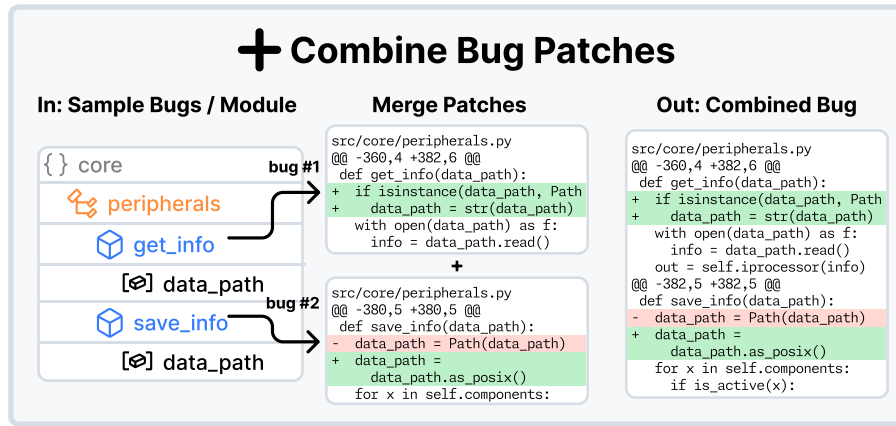 + Combine Bug Patches
In: Sample Bugs / Module
{} core
peripherals
get_info
data_path
save_info
data_path
bug #1
bug #2
Merge Patches
src/core/peripherals.py
@@ -360,4 +382,6 @@
def get_info(data_path):
+  if isinstance(data_path, Path
+    data_path = str(data_path)
with open(data_path) as f:
info = data_path.read()
+
src/core/peripherals.py
@@ -380,5 +380,5 @@
def save_info(data_path):
-  data_path = Path(data_path)
+  data_path =
data_path.as_posix()
for x in self.components:
Out: Combined Bug
src/core/peripherals.py
@@ -360,4 +382,6 @@
def get_info(data_path):
+  if isinstance(data_path, Path
+    data_path = str(data_path)
with open(data_path) as f:
info = data_path.read()
out = self.iprocessor(info)
@@ -382,5 +382,5 @@
def save_info(data_path):
-  data_path = Path(data_path)
+  data_path =
data_path.as_posix()
for x in self.components:
if is_active(x):